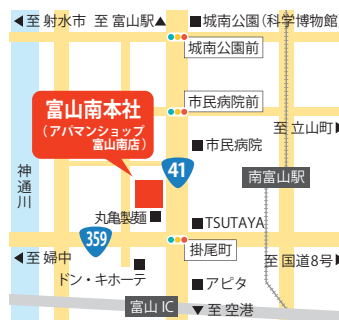 ◀至 射水市 至 富山駅▲ ■城南公園(科学博物館
城南公園前
富山南本社
(アパマンショップ
富山南店)
市民病院前
至 立山町▶
■市民病院
41
南富山駅
神通川
丸亀製麺■
■TSUTAYA
359
掛尾町
◀至 婦中
至 国道8号▶
ドン・キホーテ
■アピタ
富山 IC
▼至 空港